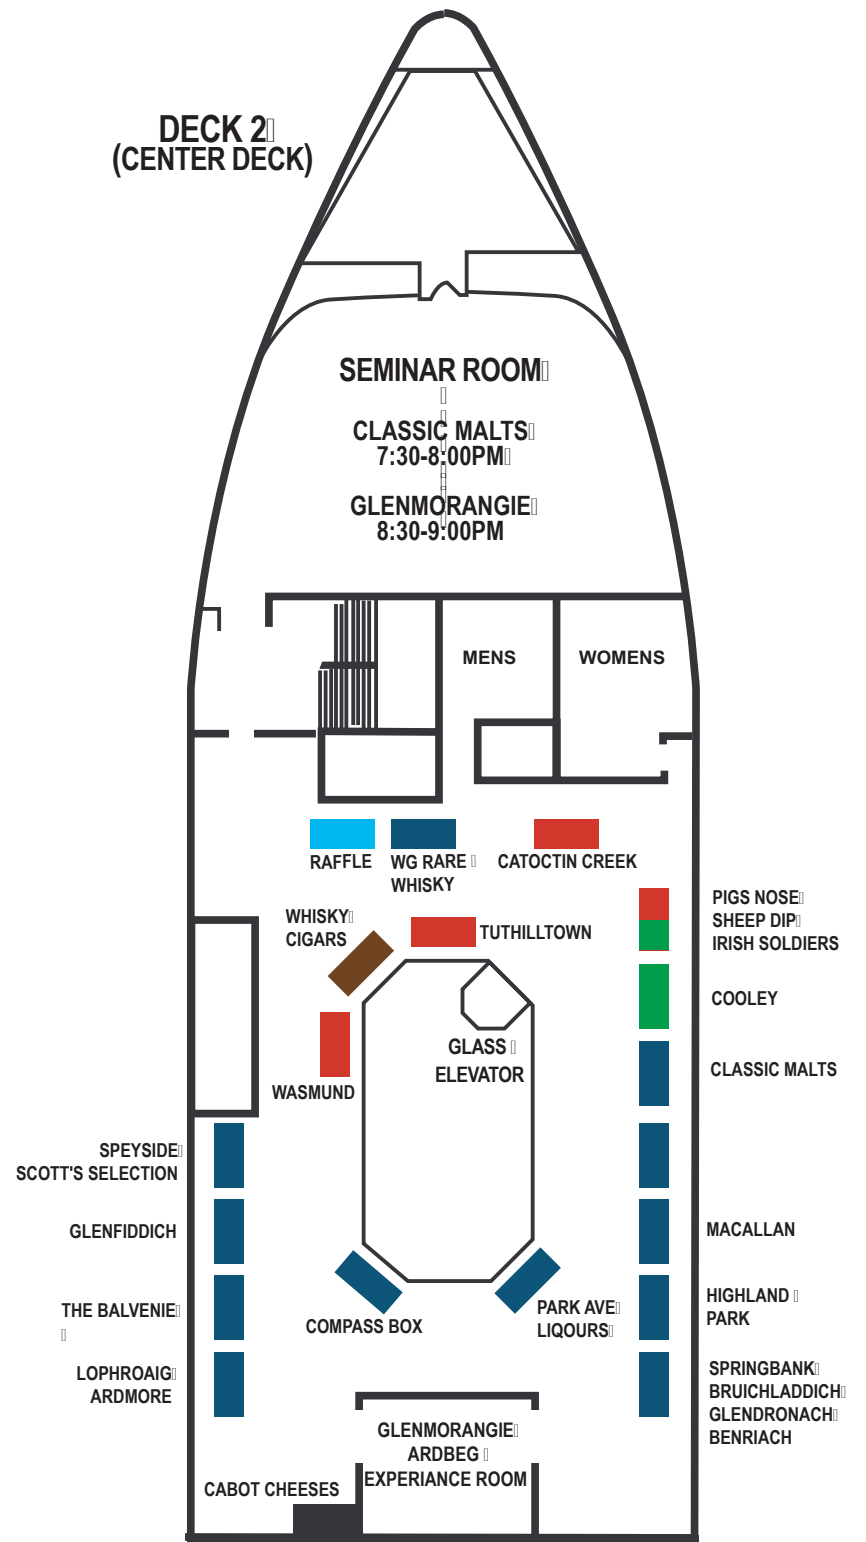 DECK 2
(CENTER DECK)
SEMINAR ROOM
CLASSIC MALTS
7:30-8:00PM
GLENMORANGIE
8:30-9:00PM
MENS
WOMENS
RAFFLE
WG RARE
WHISKY
CATOCTIN CREEK
PIGS NOSE
SHEEP DIP
IRISH SOLDIERS
WHISKY
CIGARS
TUTHILLTOWN
COOLEY
GLASS
ELEVATOR
CLASSIC MALTS
WASMUND
SPEYSIDE
SCOTT'S SELECTION
GLENFIDDICH
MACALLAN
THE BALVENIE
HIGHLAND
PARK
COMPASS BOX
PARK AVE
LIQOURS
LOPHROAIG
ARDMORE
SPRINGBANK
BRUICHLADDICH
GLENDRONACH
BENRIACH
GLENMORANGIE
ARDBEG
EXPERIANCE ROOM
CABOT CHEESES